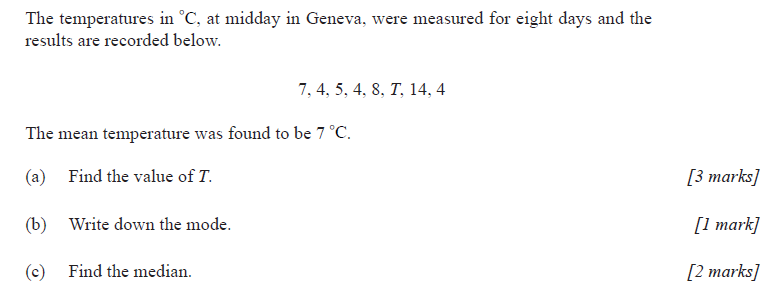 The temperatures in °C, at midday in Geneva, were measured for eight days and the
results are recorded below.
7, 4, 5, 4, 8, T, 14, 4
The mean temperature was found to be 7 °C.
(a) Find the value of T. [3 marks]
(b) Write down the mode. [1 mark]
(c) Find the median. [2 marks]